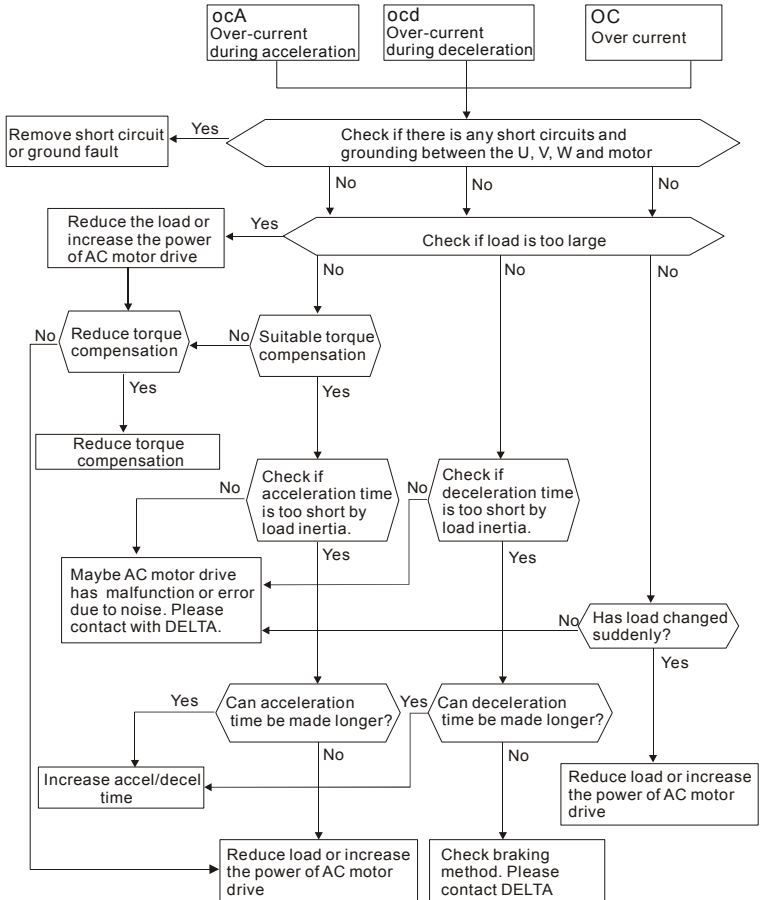 ocA
Over-current
during acceleration
ocd
Over-current
during deceleration
OC
Over current
Remove short circuit
or ground fault
Yes
Check if there is any short circuits and
grounding between the U, V, W and motor
No
No
No
Reduce the load or
increase the power
of AC motor drive
Yes
Check if load is too large
No
No
No
No
Reduce torque
compensation
No
Suitable torque
compensation
Yes
Yes
Reduce torque
compensation
No
Check if
acceleration time
is too short by
load inertia.
No
Check if
deceleration time
is too short by
load inertia.
Yes
Yes
Maybe AC motor drive
has malfunction or error
due to noise. Please
contact with DELTA.
No
Has load changed
suddenly?
Yes
Yes
Can acceleration
time be made longer?
Yes
Can deceleration
time be made longer?
No
No
Increase accel/decel
time
Reduce load or increase
the power of AC motor
drive
Reduce load or increase
the power of AC motor
drive
Check braking
method. Please
contact DELTA